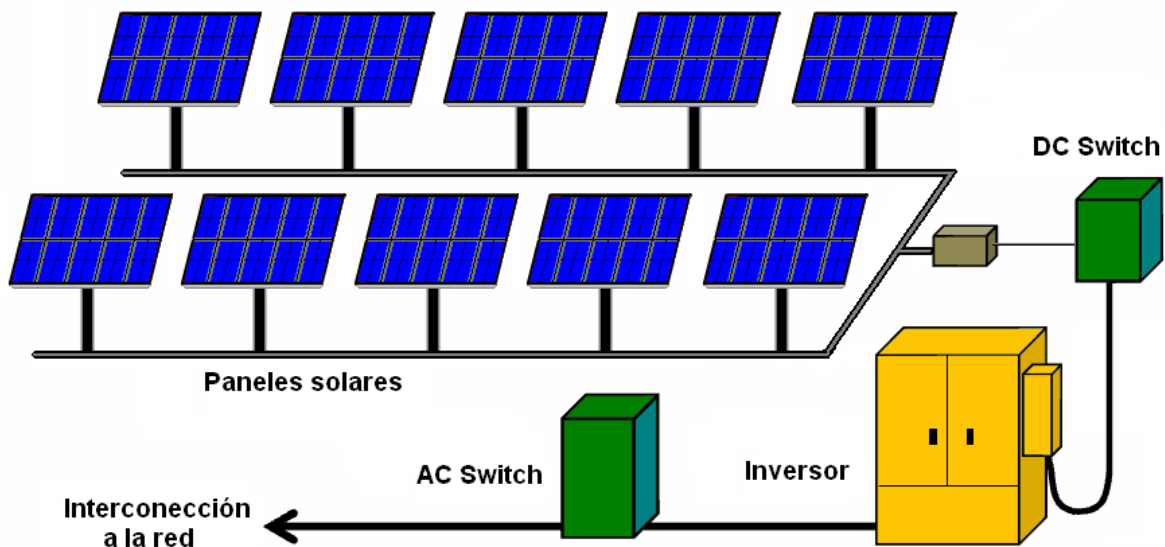 DC Switch
Paneles solares
AC Switch
Inversor
Interconección
a la red